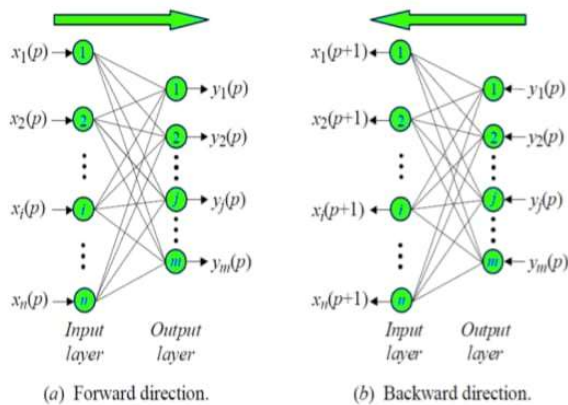 x1(p) 1 x1(p+1) 1
1 y1(p) 1 y1(p)
x2(p) 2 x2(p+1) 2
2 y2(p) 2 y2(p)
xi(p) i xi(p+1) i
j yj(p) j yj(p)
m ym(p) m ym(p)
xn(p) n xn(p+1) n
Input Output Input Output
layer layer layer layer
(a) Forward direction. (b) Backward direction.